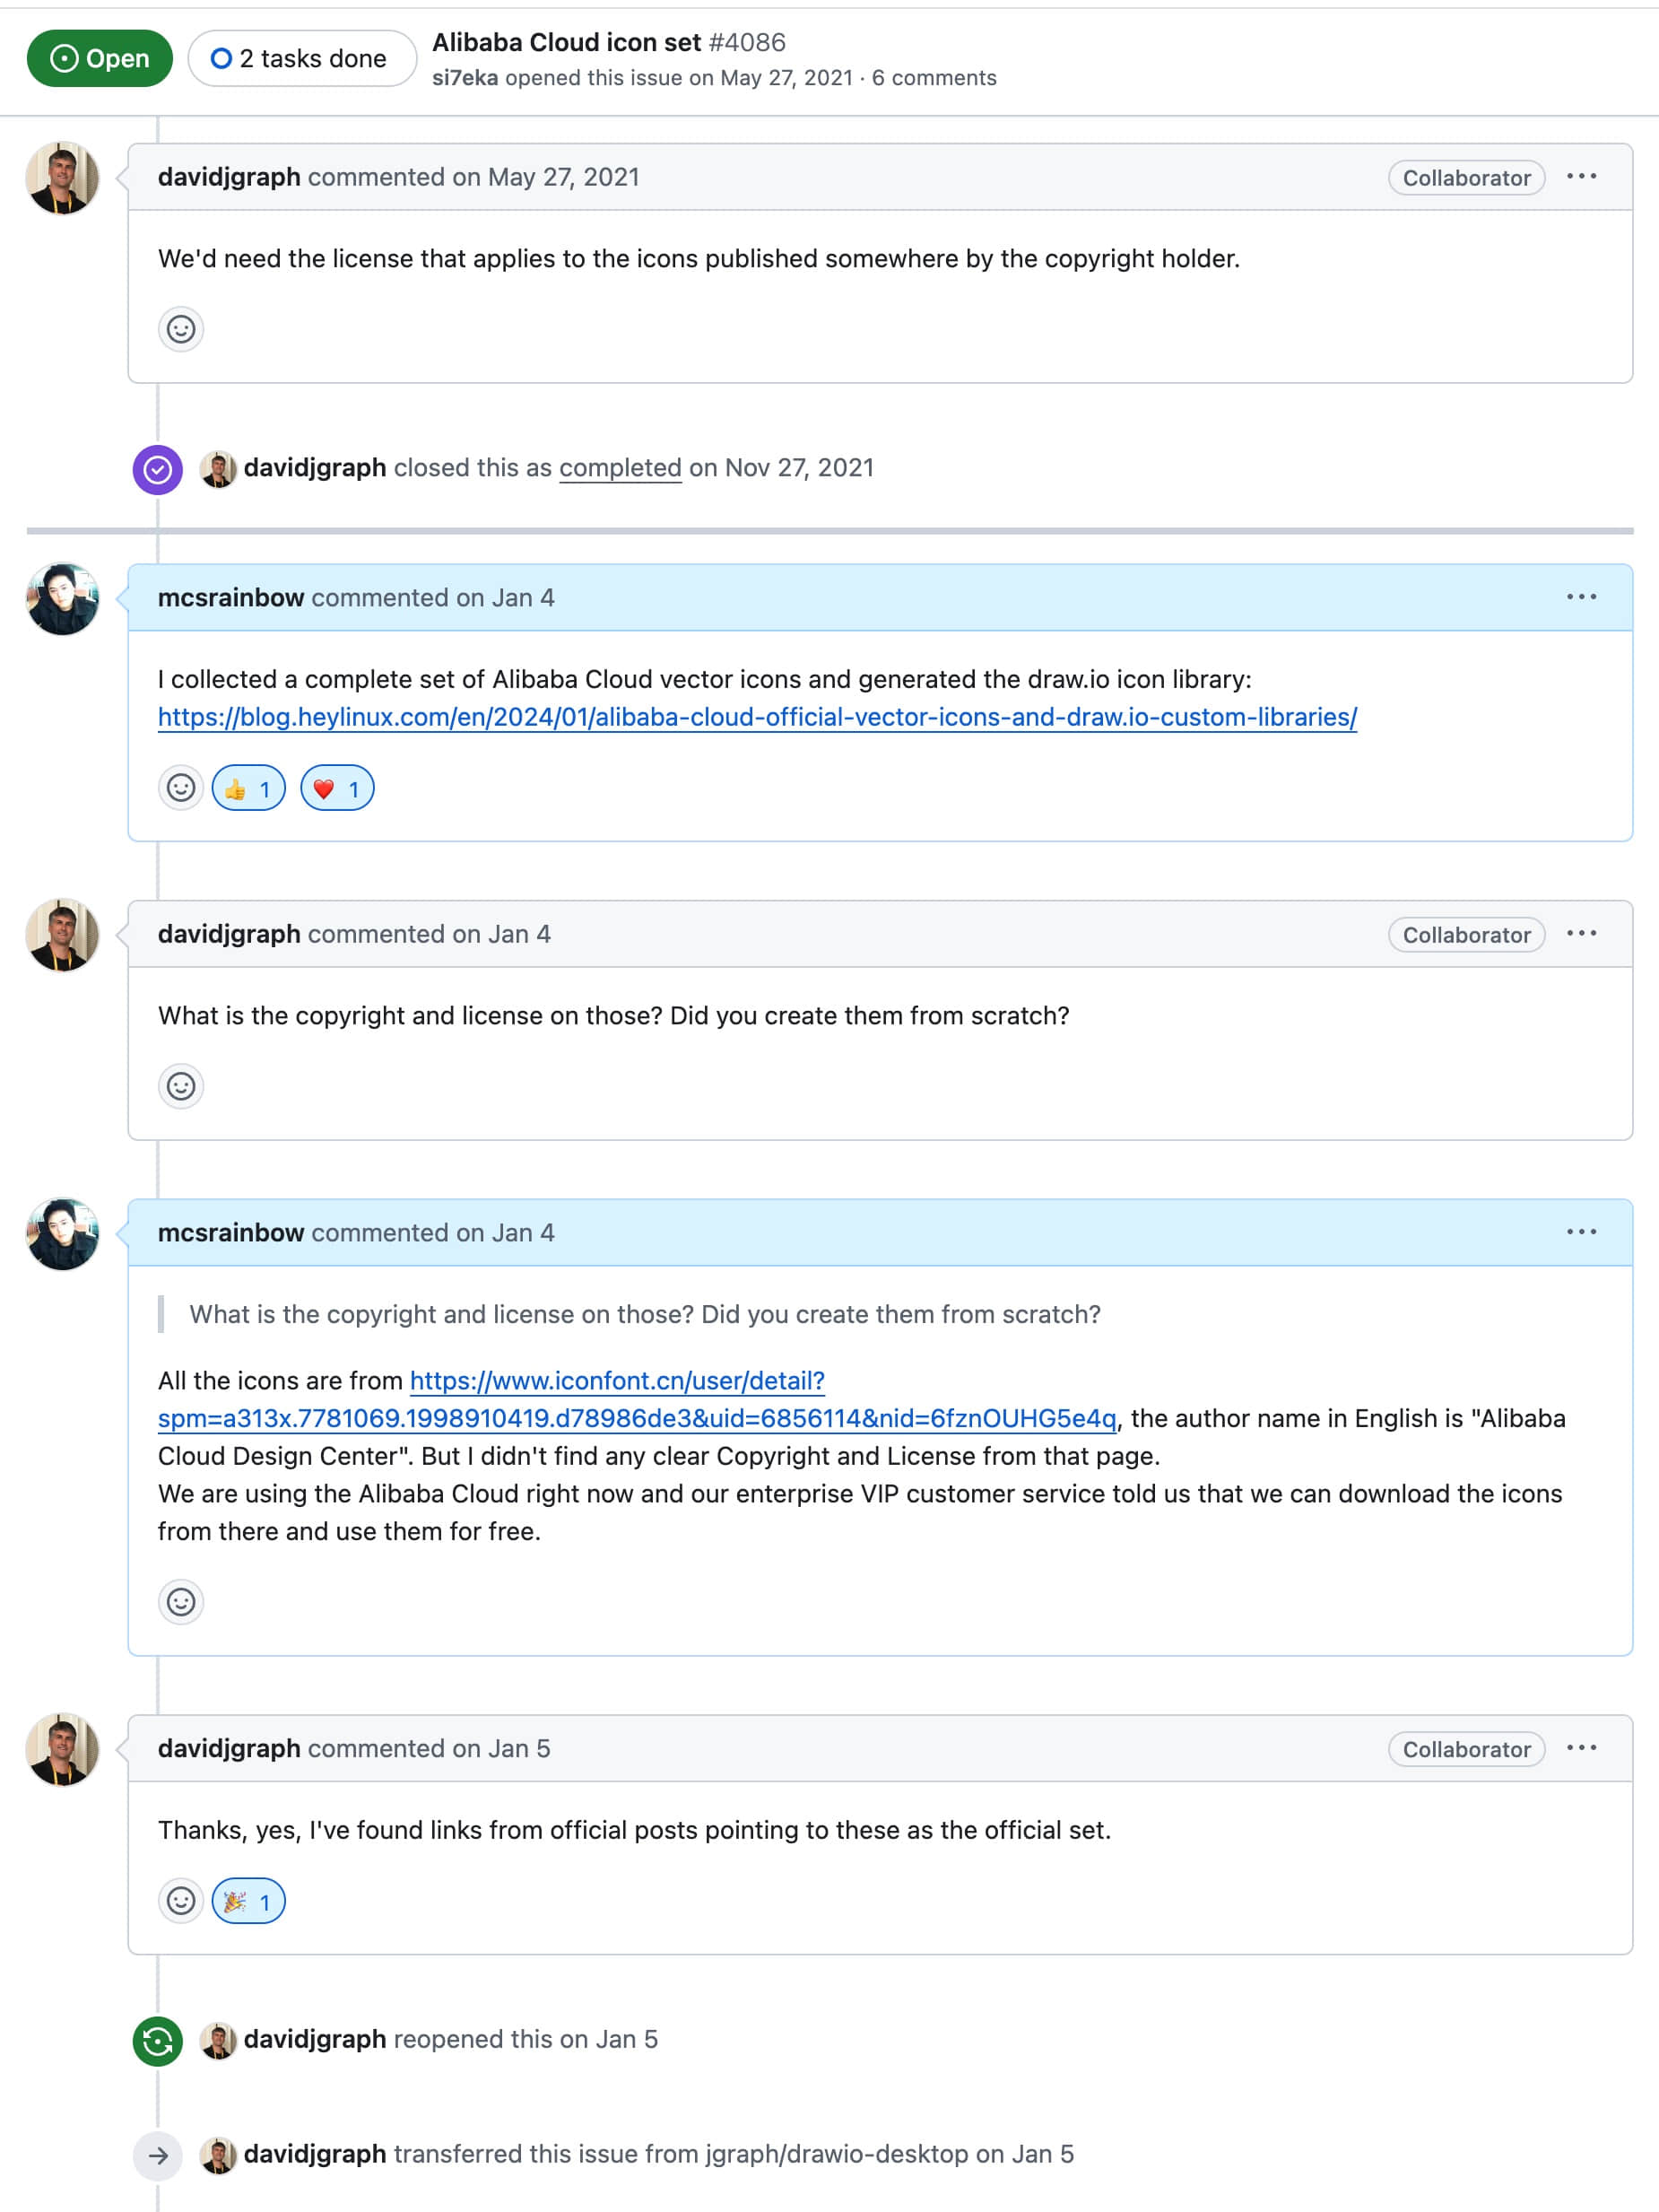 Open
2 tasks done
Alibaba Cloud icon set #4086
si7eka opened this issue on May 27, 2021 · 6 comments
davidjgraph commented on May 27, 2021
Collaborator
We'd need the license that applies to the icons published somewhere by the copyright holder.
davidjgraph closed this as completed on Nov 27, 2021
mcsrainbow commented on Jan 4
I collected a complete set of Alibaba Cloud vector icons and generated the draw.io icon library:
https://blog.heylinux.com/en/2024/01/alibaba-cloud-official-vector-icons-and-draw.io-custom-libraries/
👍 1
❤️ 1
davidjgraph commented on Jan 4
Collaborator
What is the copyright and license on those? Did you create them from scratch?
mcsrainbow commented on Jan 4
What is the copyright and license on those? Did you create them from scratch?
All the icons are from https://www.iconfont.cn/user/detail?
spm=a313x.7781069.1998910419.d78986de3&uid=6856114&nid=6fznOUHG5e4q, the author name in English is "Alibaba
Cloud Design Center". But I didn't find any clear Copyright and License from that page.
We are using the Alibaba Cloud right now and our enterprise VIP customer service told us that we can download the icons
from there and use them for free.
davidjgraph commented on Jan 5
Collaborator
Thanks, yes, I've found links from official posts pointing to these as the official set.
🎉 1
davidjgraph reopened this on Jan 5
davidjgraph transferred this issue from jgraph/drawio-desktop on Jan 5